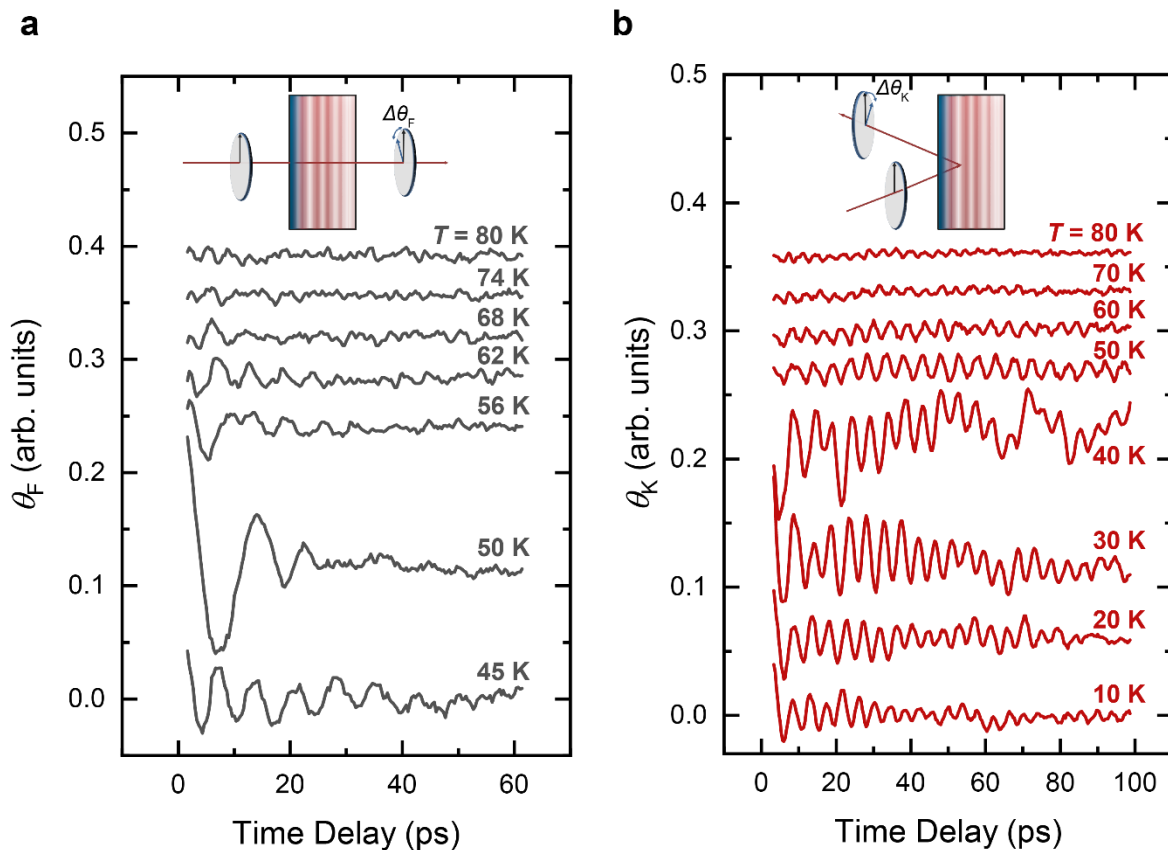 a
θF (arb. units)
0.5
0.4
0.3
0.2
0.1
0.0
ΔθF
T = 80 K
74 K
68 K
62 K
56 K
50 K
45 K
0
20
40
60
Time Delay (ps)
b
θK (arb. units)
0.5
0.4
0.3
0.2
0.1
0.0
ΔθK
T = 80 K
70 K
60 K
50 K
40 K
30 K
20 K
10 K
0
20
40
60
80
100
Time Delay (ps)